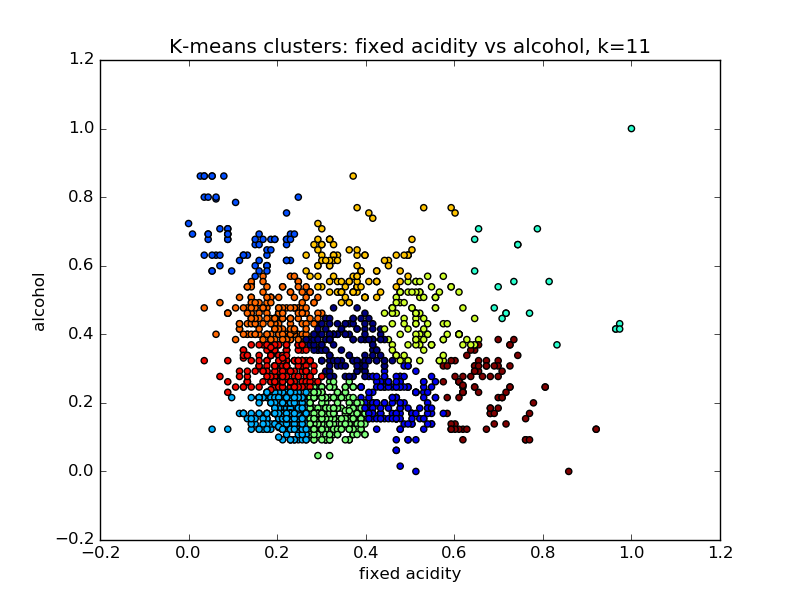 K-means clusters: fixed acidity vs alcohol, k=11
1.2
1.0
0.8
0.6
0.4
0.2
0.0
−0.2
alcohol
−0.2 0.0 0.2 0.4 0.6 0.8 1.0 1.2
fixed acidity